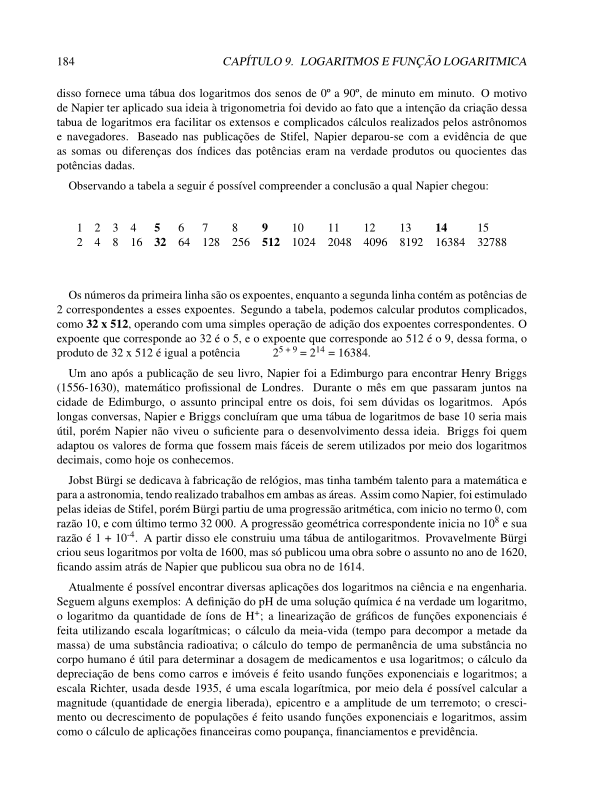 184 CAPÍTULO 9. LOGARITMOS E FUNÇÃO LOGARITMICA
disso fornece uma tábua dos logaritmos dos senos de 0º a 90º, de minuto em minuto. O motivo
de Napier ter aplicado sua ideia à trigonometria foi devido ao fato que a intenção da criação dessa
tabua de logaritmos era facilitar os extensos e complicados cálculos realizados pelos astrônomos
e navegadores. Baseado nas publicações de Stifel, Napier deparou-se com a evidência de que
as somas ou diferenças dos índices das potências eram na verdade produtos ou quocientes das
potências dadas.
Observando a tabela a seguir é possível compreender a conclusão a qual Napier chegou:
1 2 3 4 5 6 7 8 9 10 11 12 13 14 15
2 4 8 16 32 64 128 256 512 1024 2048 4096 8192 16384 32788
Os números da primeira linha são os expoentes, enquanto a segunda linha contém as potências de
2 correspondentes a esses expoentes. Segundo a tabela, podemos calcular produtos complicados,
como 32 x 512, operando com uma simples operação de adição dos expoentes correspondentes. O
expoente que corresponde ao 32 é o 5, e o expoente que corresponde ao 512 é o 9, dessa forma, o
produto de 32 x 512 é igual a potência 2⁵ ⁺ ⁹ = 2¹⁴ = 16384.
Um ano após a publicação de seu livro, Napier foi a Edimburgo para encontrar Henry Briggs
(1556-1630), matemático profissional de Londres. Durante o mês em que passaram juntos na
cidade de Edimburgo, o assunto principal entre os dois, foi sem dúvidas os logaritmos. Após
longas conversas, Napier e Briggs concluíram que uma tábua de logaritmos de base 10 seria mais
útil, porém Napier não viveu o suficiente para o desenvolvimento dessa ideia. Briggs foi quem
adaptou os valores de forma que fossem mais fáceis de serem utilizados por meio dos logaritmos
decimais, como hoje os conhecemos.
Jobst Bürgi se dedicava à fabricação de relógios, mas tinha também talento para a matemática e
para a astronomia, tendo realizado trabalhos em ambas as áreas. Assim como Napier, foi estimulado
pelas ideias de Stifel, porém Bürgi partiu de uma progressão aritmética, com inicio no termo 0, com
razão 10, e com último termo 32 000. A progressão geométrica correspondente inicia no 10⁸ e sua
razão é 1 + 10⁻⁴. A partir disso ele construiu uma tábua de antilogaritmos. Provavelmente Bürgi
criou seus logaritmos por volta de 1600, mas só publicou uma obra sobre o assunto no ano de 1620,
ficando assim atrás de Napier que publicou sua obra no de 1614.
Atualmente é possível encontrar diversas aplicações dos logaritmos na ciência e na engenharia.
Seguem alguns exemplos: A definição do pH de uma solução química é na verdade um logaritmo,
o logaritmo da quantidade de íons de H⁺; a linearização de gráficos de funções exponenciais é
feita utilizando escala logarítmicas; o cálculo da meia-vida (tempo para decompor a metade da
massa) de uma substância radioativa; o cálculo do tempo de permanência de uma substância no
corpo humano é útil para determinar a dosagem de medicamentos e usa logaritmos; o cálculo da
depreciação de bens como carros e imóveis é feito usando funções exponenciais e logaritmos; a
escala Richter, usada desde 1935, é uma escala logarítmica, por meio dela é possível calcular a
magnitude (quantidade de energia liberada), epicentro e a amplitude de um terremoto; o cresci-
mento ou decrescimento de populações é feito usando funções exponenciais e logaritmos, assim
como o cálculo de aplicações financeiras como poupança, financiamentos e previdência.